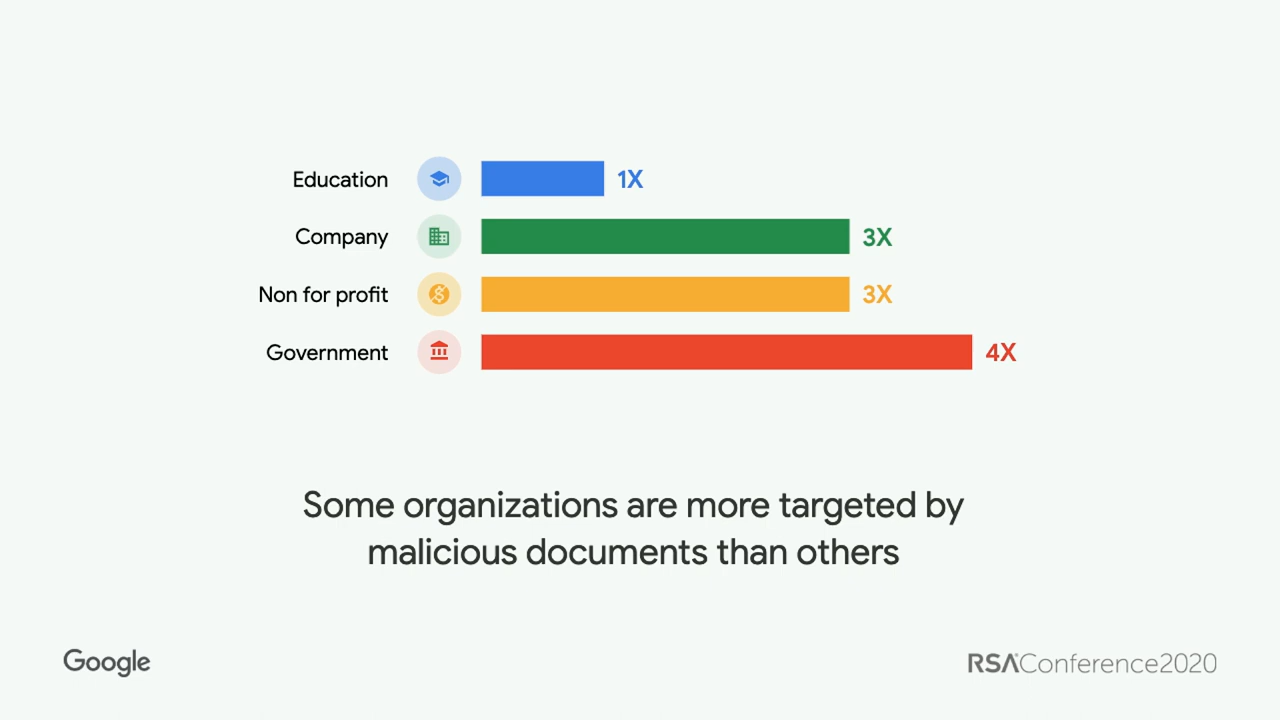 Education 1X
Company 3X
Non for profit 3X
Government 4X
Some organizations are more targeted by
malicious documents than others
Google RSAConference2020